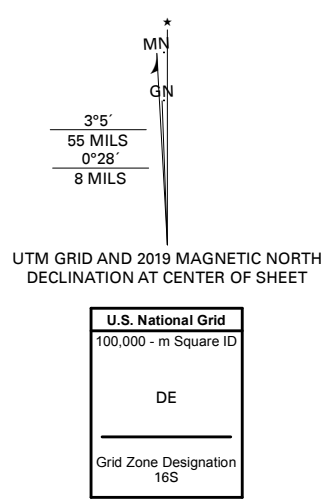 ★
MN
GN
3°5´
55 MILS
0°28´
8 MILS
UTM GRID AND 2019 MAGNETIC NORTH
DECLINATION AT CENTER OF SHEET
U.S. National Grid
100,000 - m Square ID
DE
Grid Zone Designation
16S